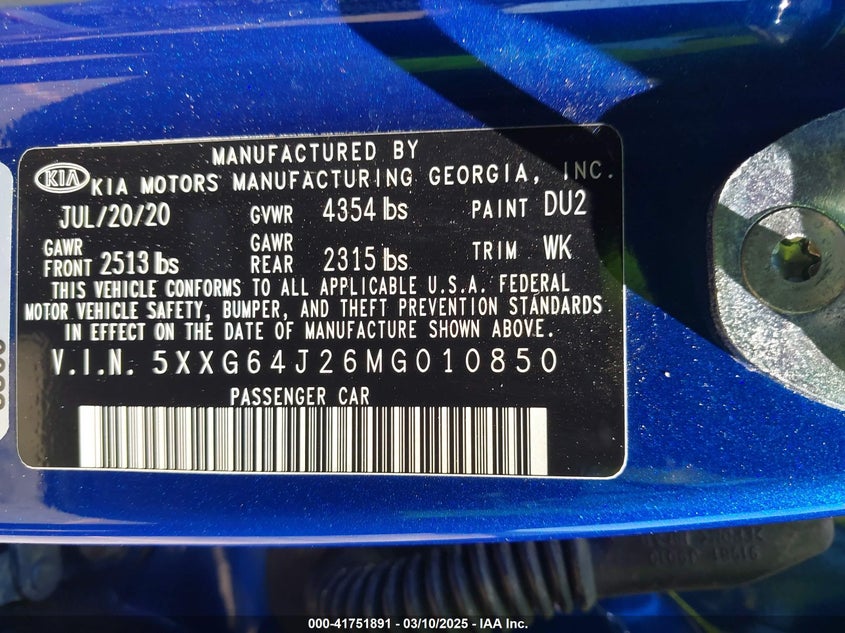 MANUFACTURED BY
KIA KIA MOTORS MANUFACTURING GEORGIA, INC.
JUL/20/20 GVWR 4354 lbs PAINT DU2
GAWR FRONT 2513 lbs GAWR REAR 2315 lbs TRIM WK
THIS VEHICLE CONFORMS TO ALL APPLICABLE U.S.A. FEDERAL
MOTOR VEHICLE SAFETY, BUMPER, AND THEFT PREVENTION STANDARDS
IN EFFECT ON THE DATE OF MANUFACTURE SHOWN ABOVE.
V.I.N. 5XXG64J26MG010850
PASSENGER CAR
000-41751891 — 03/10/2025 — IAA Inc.